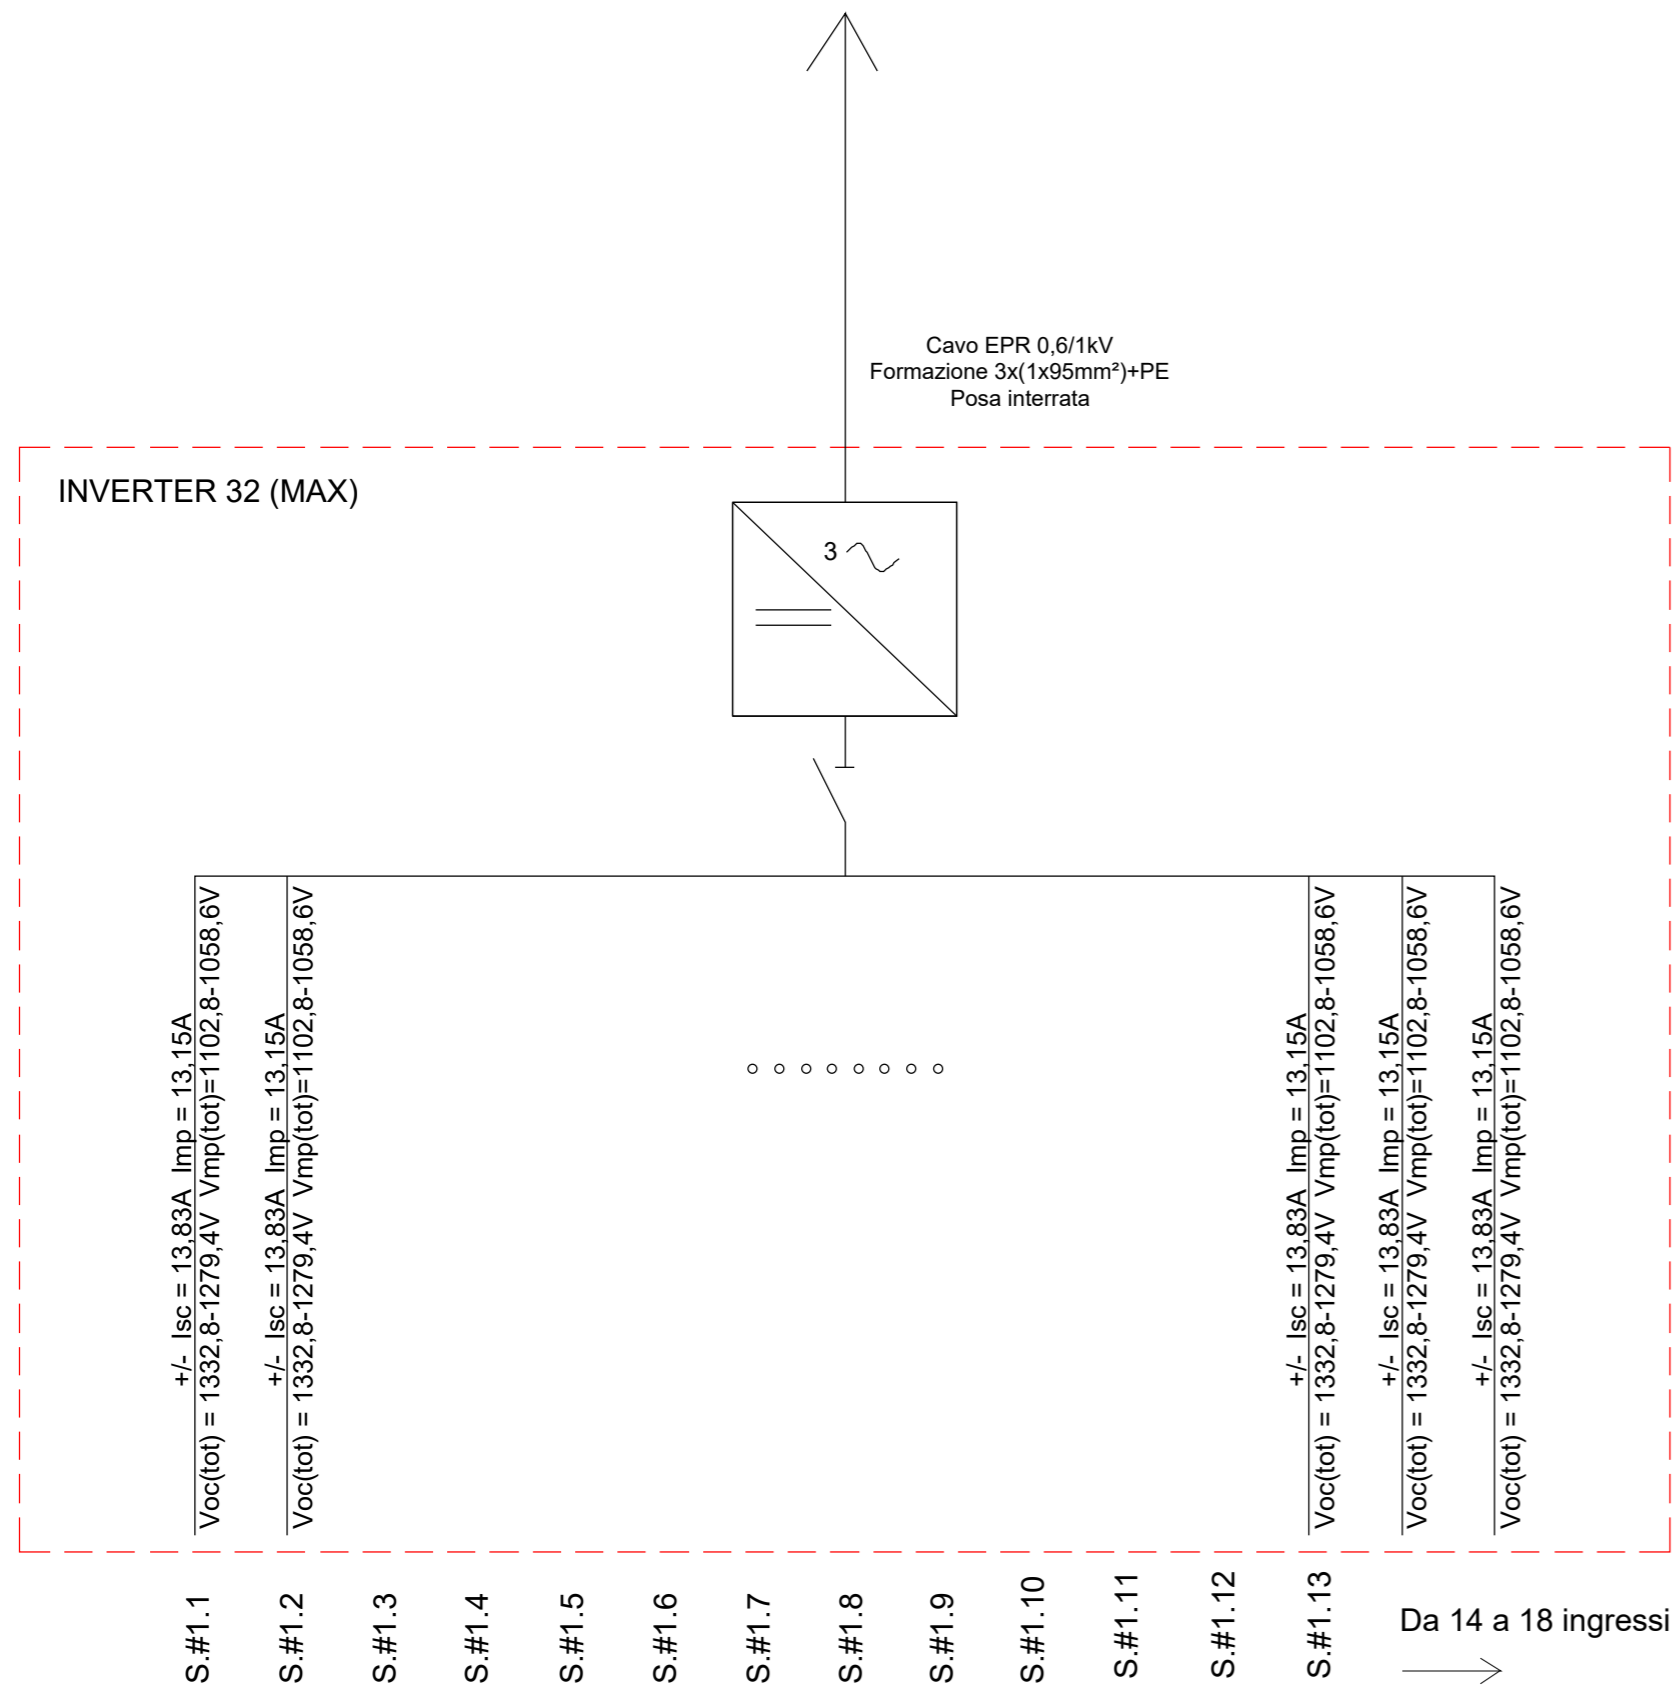 Cavo EPR 0,6/1kV
Formazione 3x(1x95mm²)+PE
Posa interrata
INVERTER 32 (MAX)
3
+/- Isc = 13,83A Imp = 13,15A
Voc(tot) = 1332,8-1279,4V Vmp(tot)=1102,8-1058,6V
+/- Isc = 13,83A Imp = 13,15A
Voc(tot) = 1332,8-1279,4V Vmp(tot)=1102,8-1058,6V
+/- Isc = 13,83A Imp = 13,15A
Voc(tot) = 1332,8-1279,4V Vmp(tot)=1102,8-1058,6V
+/- Isc = 13,83A Imp = 13,15A
Voc(tot) = 1332,8-1279,4V Vmp(tot)=1102,8-1058,6V
+/- Isc = 13,83A Imp = 13,15A
Voc(tot) = 1332,8-1279,4V Vmp(tot)=1102,8-1058,6V
S.#1.1
S.#1.2
S.#1.3
S.#1.4
S.#1.5
S.#1.6
S.#1.7
S.#1.8
S.#1.9
S.#1.10
S.#1.11
S.#1.12
S.#1.13
Da 14 a 18 ingressi